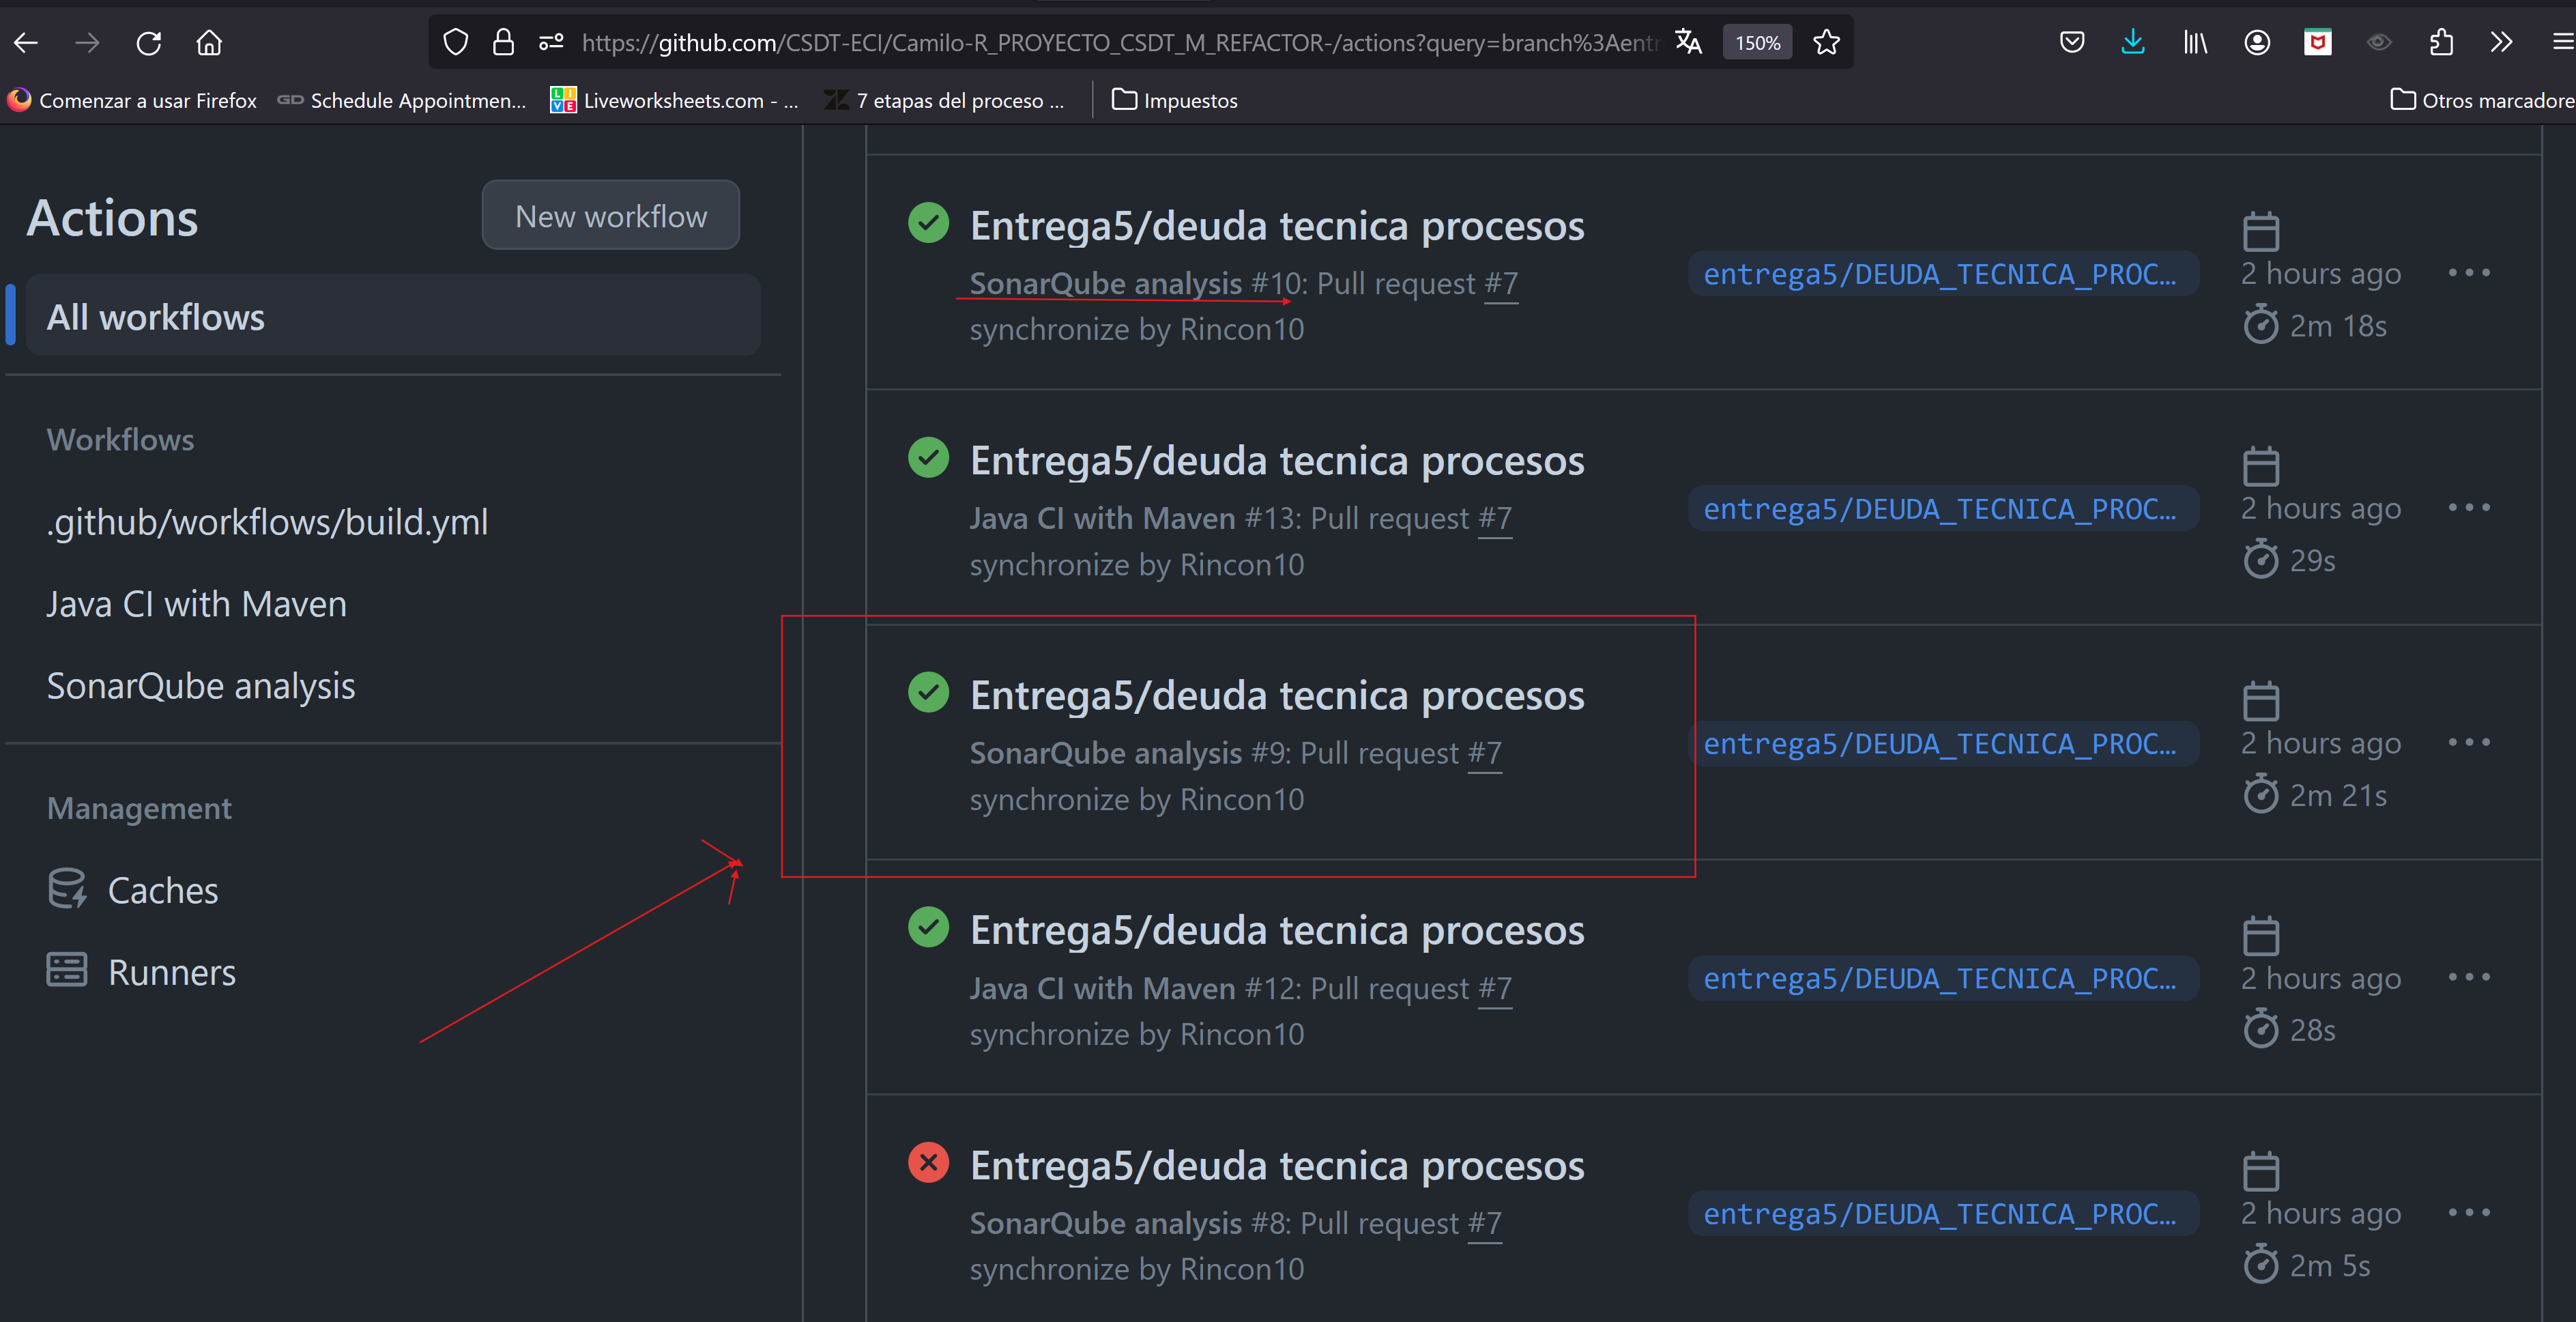 https://github.com/CSDT-ECI/Camilo-R_PROYECTO_CSDT_M_REFACTOR-/actions?query=branch%3Aentr
150%
Comenzar a usar Firefox
GD Schedule Appointmen...
LIVE Liveworksheets.com - ...
7 etapas del proceso ...
Impuestos
Otros marcadore
Actions
New workflow
All workflows
Workflows
.github/workflows/build.yml
Java CI with Maven
SonarQube analysis
Management
Caches
Runners
Entrega5/deuda tecnica procesos
SonarQube analysis #10: Pull request #7
synchronize by Rincon10
entrega5/DEUDA_TECNICA_PROC...
2 hours ago
2m 18s
Entrega5/deuda tecnica procesos
Java CI with Maven #13: Pull request #7
synchronize by Rincon10
entrega5/DEUDA_TECNICA_PROC...
2 hours ago
29s
Entrega5/deuda tecnica procesos
SonarQube analysis #9: Pull request #7
synchronize by Rincon10
entrega5/DEUDA_TECNICA_PROC...
2 hours ago
2m 21s
Entrega5/deuda tecnica procesos
Java CI with Maven #12: Pull request #7
synchronize by Rincon10
entrega5/DEUDA_TECNICA_PROC...
2 hours ago
28s
Entrega5/deuda tecnica procesos
SonarQube analysis #8: Pull request #7
synchronize by Rincon10
entrega5/DEUDA_TECNICA_PROC...
2 hours ago
2m 5s